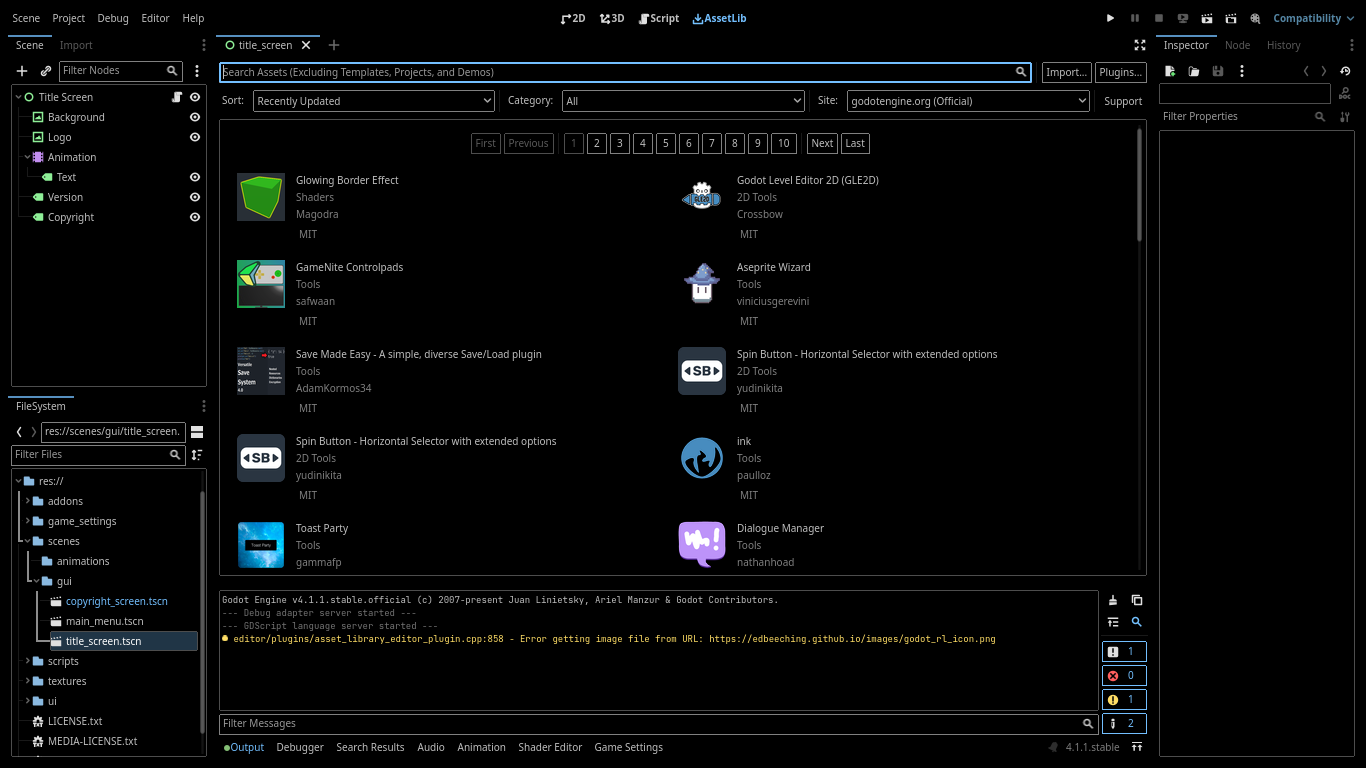 Scene Project Debug Editor Help
2D 3D Script AssetLib
Compatibility
Scene Import
Filter Nodes
Title Screen
Background
Logo
Animation
Text
Version
Copyright
FileSystem
res://scenes/gui/title_screen.
Filter Files
res://
addons
game_settings
scenes
animations
gui
copyright_screen.tscn
main_menu.tscn
title_screen.tscn
scripts
textures
ui
LICENSE.txt
MEDIA-LICENSE.txt
title_screen
Search Assets (Excluding Templates, Projects, and Demos)
Import... Plugins...
Sort: Recently Updated Category: All Site: godotengine.org (Official) Support
First Previous 1 2 3 4 5 6 7 8 9 10 Next Last
Glowing Border Effect
Shaders
Magodra
MIT
Godot Level Editor 2D (GLE2D)
2D Tools
Crossbow
MIT
GameNite Controlpads
Tools
safwaan
MIT
Aseprite Wizard
Tools
viniciusgerevini
MIT
Save Made Easy - A simple, diverse Save/Load plugin
Tools
AdamKormos34
MIT
Spin Button - Horizontal Selector with extended options
2D Tools
yudinikita
MIT
SB
Spin Button - Horizontal Selector with extended options
2D Tools
yudinikita
MIT
SB
ink
Tools
paulloz
MIT
Toast Party
Tools
gammafp
Dialogue Manager
Tools
nathanhoad
Godot Engine v4.1.1.stable.official (c) 2007-present Juan Linietsky, Ariel Manzur & Godot Contributors.
--- Debug adapter server started ---
--- GDScript language server started ---
editor/plugins/asset_library_editor_plugin.cpp:858 - Error getting image file from URL: https://edbeeching.github.io/images/godot_rl_icon.png
1
0
1
2
Filter Messages
Output Debugger Search Results Audio Animation Shader Editor Game Settings
4.1.1.stable
Inspector Node History
Filter Properties